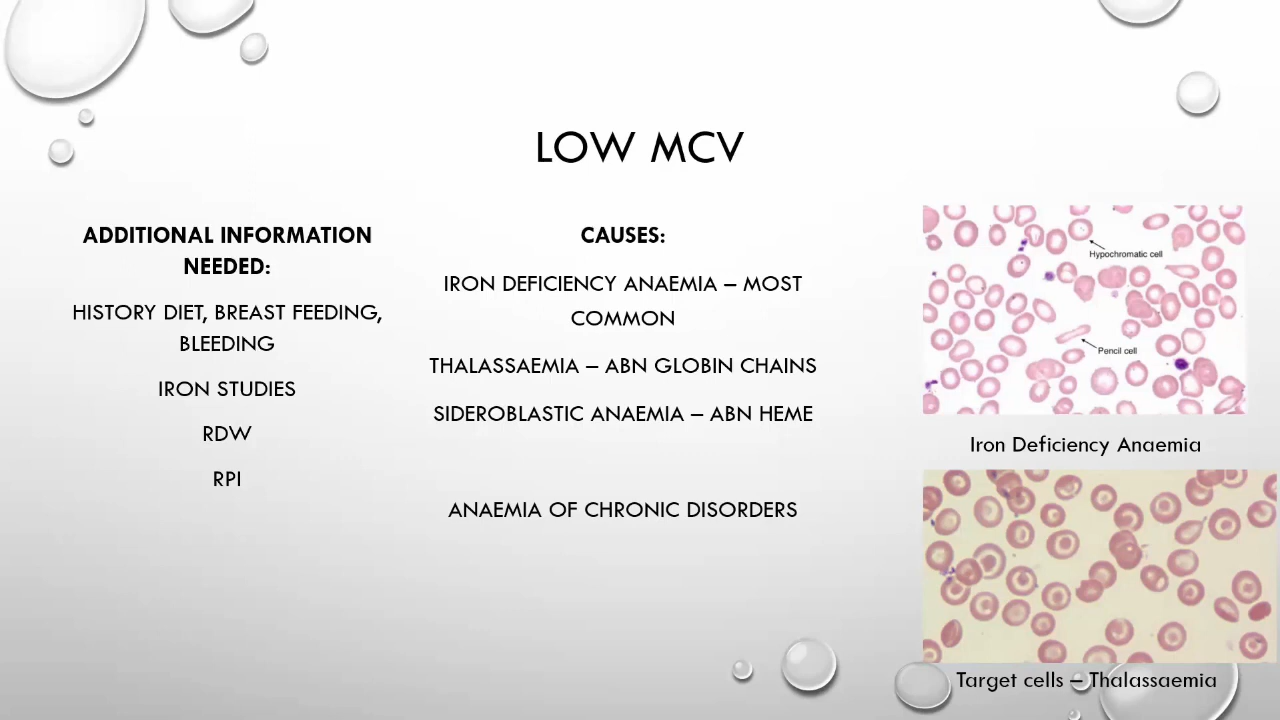 LOW MCV
ADDITIONAL INFORMATION
NEEDED:
HISTORY DIET, BREAST FEEDING,
BLEEDING
IRON STUDIES
RDW
RPI
CAUSES:
IRON DEFICIENCY ANAEMIA – MOST
COMMON
THALASSAEMIA – ABN GLOBIN CHAINS
SIDEROBLASTIC ANAEMIA – ABN HEME
ANAEMIA OF CHRONIC DISORDERS
Hypochromatic cell
Pencil cell
Iron Deficiency Anaemia
Target cells – Thalassaemia